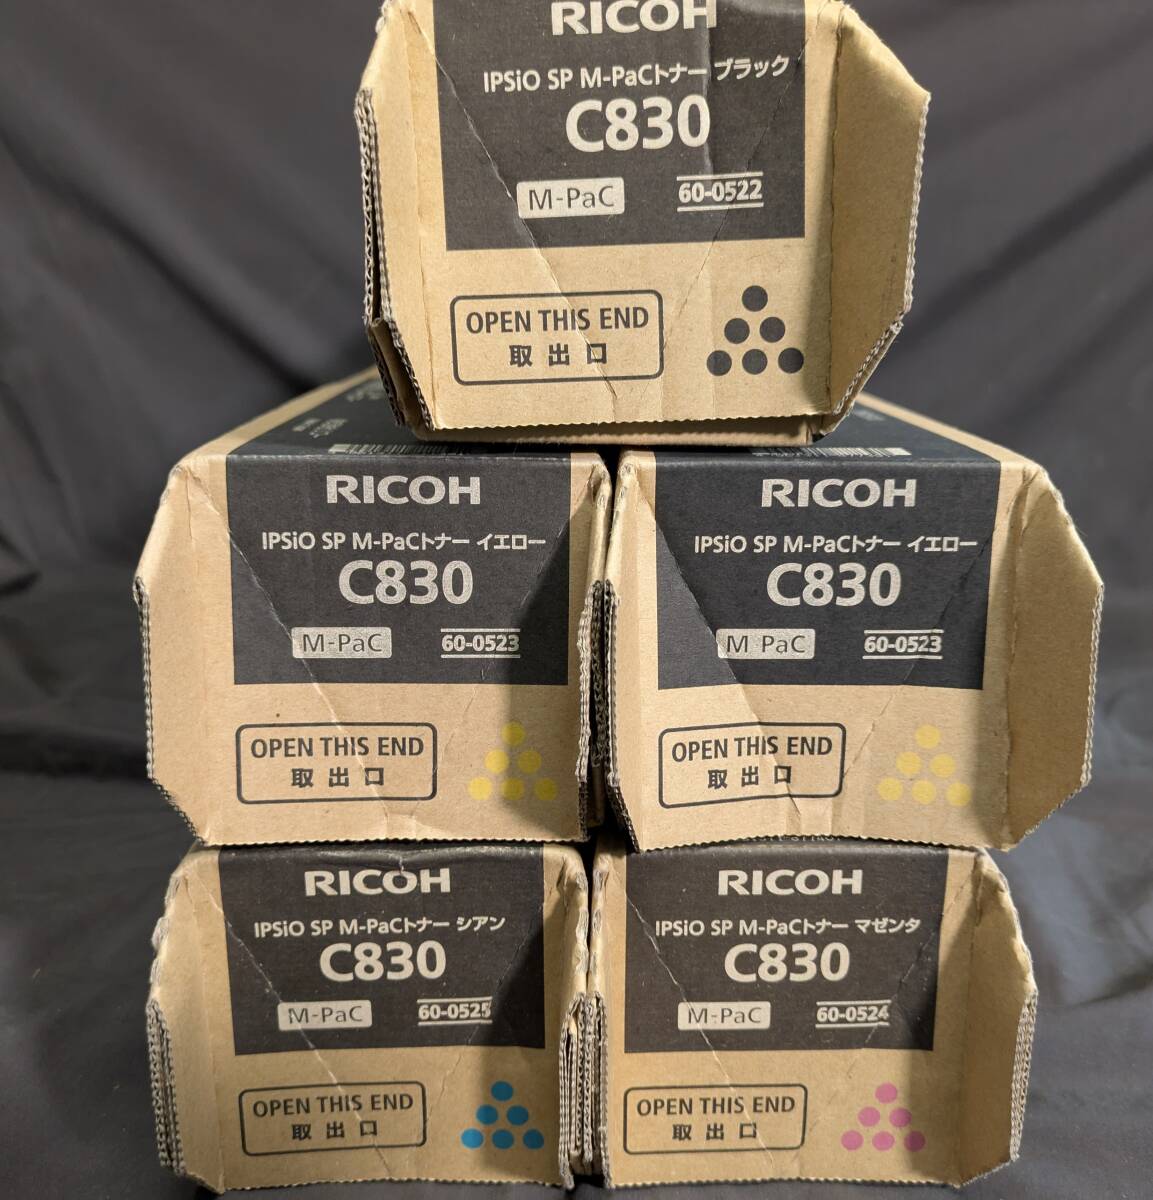 RICOH
IPSiO SP M-PaCトナー ブラック
C830
M-PaC 60-0522
OPEN THIS END
取出口
RICOH
IPSiO SP M-PaCトナー イエロー
C830
M-PaC 60-0523
OPEN THIS END
取出口
RICOH
IPSiO SP M-PaCトナー イエロー
C830
M PaC 60-0523
OPEN THIS END
取出口
RICOH
IPSiO SP M-PaCトナー シアン
C830
M-PaC 60-0525
OPEN THIS END
取出口
RICOH
IPSiO SP M-PaCトナー マゼンタ
C830
M-PaC 60-0524
OPEN THIS END
取出口